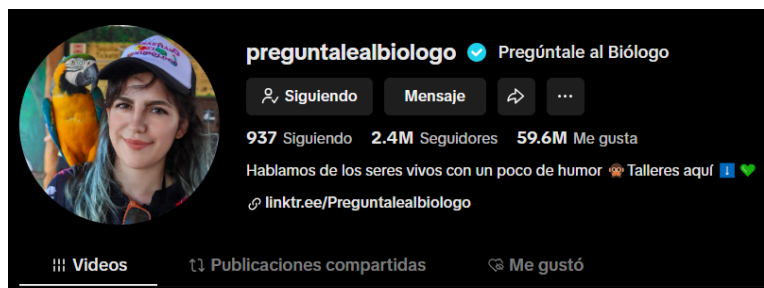 preguntalealbiologo Pregúntale al Biólogo
Siguiendo Mensaje
937 Siguiendo 2.4M Seguidores 59.6M Me gusta
Hablamos de los seres vivos con un poco de humor 🙊 Talleres aquí ⬇️ 💚
linktr.ee/Preguntalealbiologo
Videos Publicaciones compartidas Me gustó